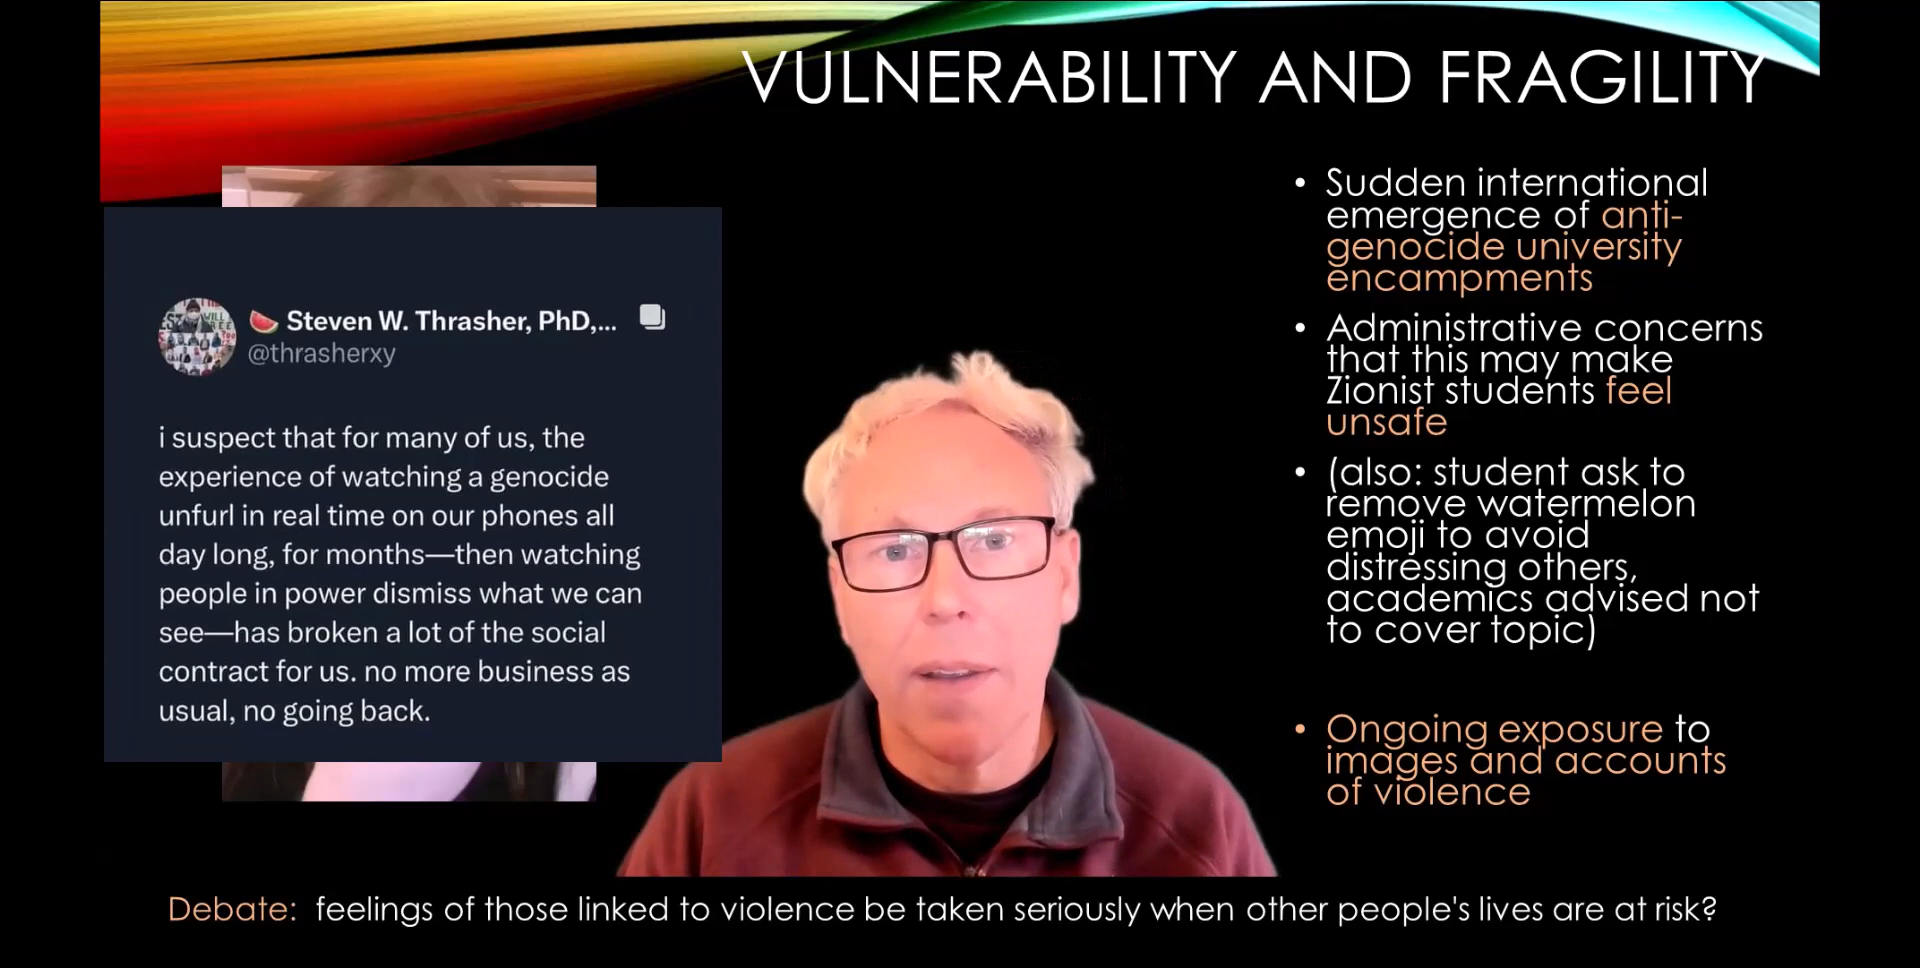 VULNERABILITY AND FRAGILITY
🍉 Steven W. Thrasher, PhD,...
@thrasherxy
i suspect that for many of us, the
experience of watching a genocide
unfurl in real time on our phones all
day long, for months—then watching
people in power dismiss what we can
see—has broken a lot of the social
contract for us. no more business as
usual, no going back.
• Sudden international
emergence of anti-
genocide university
encampments
• Administrative concerns
that this may make
Zionist students feel
unsafe
• (also: student ask to
remove watermelon
emoji to avoid
distressing others,
academics advised not
to cover topic)
• Ongoing exposure to
images and accounts
of violence
Debate: feelings of those linked to violence be taken seriously when other people's lives are at risk?